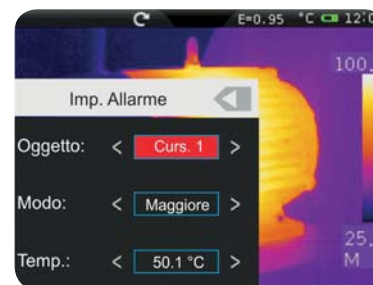 E=0.95 °C 12:0
100.
Imp. Allarme
Oggetto: < Curs. 1 >
Modo: < Maggiore >
25.
Temp.: < 50.1 °C > M